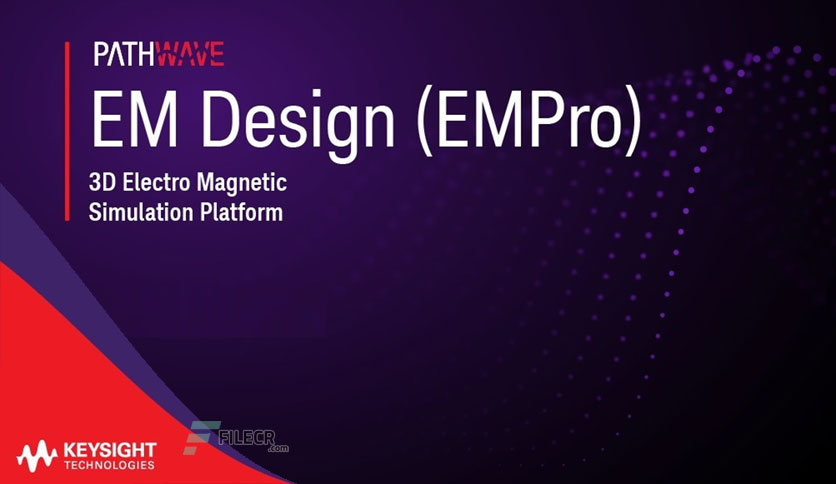 PATHWAVE
EM Design (EMPro)
3D Electro Magnetic
Simulation Platform
KEYSIGHT
TECHNOLOGIES
FILECR
.com